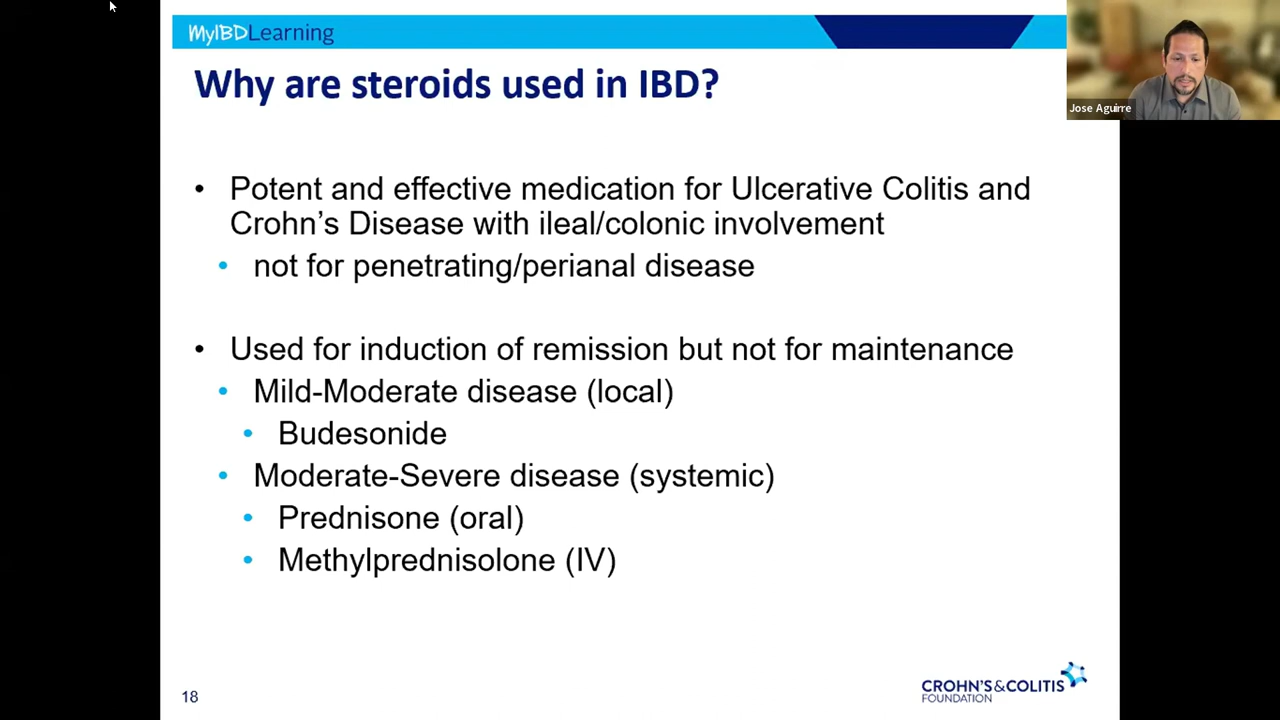 MyIBDLearning
Why are steroids used in IBD?
Jose Aguirre
• Potent and effective medication for Ulcerative Colitis and
Crohn’s Disease with ileal/colonic involvement
• not for penetrating/perianal disease
• Used for induction of remission but not for maintenance
• Mild-Moderate disease (local)
• Budesonide
• Moderate-Severe disease (systemic)
• Prednisone (oral)
• Methylprednisolone (IV)
18
CROHN’S&COLITIS
FOUNDATION